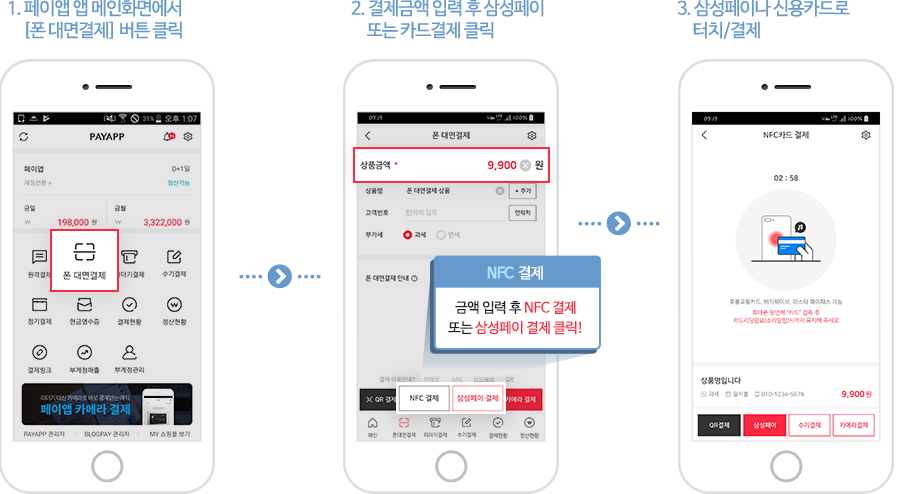 1. 페이앱 앱 메인화면에서
[폰 대면결제] 버튼 클릭
2. 결제금액 입력 후 삼성페이
또는 카드결제 클릭
3. 삼성페이나 신용카드로
터치/결제
31% 오후 1:07
PAYAPP
페이앱
D+1일
계정전환 >
정산가능
금일
금월
₩ 198,000 원
₩ 3,322,000 원
원격결제
폰 대면결제
수기결제
정기결제
현금영수증
결제현황
정산현황
결제링크
부계정매출
부계정관리
리더기 대신 카메라로 바로 결제되는 매직
페이앱 카메라 결제
PAYAPP 관리자
BLOGPAY 관리자
MY 쇼핑몰 보기
09:19
100%
폰 대면결제
상품금액 *
9,900 원
상품명
폰 대면결제 상품
+ 추가
고객번호
연락처 입력
연락처
부가세
과세
면세
폰 대면결제 안내
NFC 결제
금액 입력 후 NFC 결제
또는 삼성페이 결제 클릭!
결제 이용안내?
카메라
NFC
삼성페이
QR
QR 결제
NFC 결제
삼성페이 결제
카메라 결제
메인
폰대면결제
리더기결제
수기결제
결제현황
정산현황
09:19
100%
NFC카드 결제
02 : 58
후불교통카드, 비자웨이브, 마스타 페이패스 가능
휴대폰 뒷면에 "카드" 접촉 후
카드리딩완료(소리알림)시까지 유지해 주세요
상품명입니다
과세
일시불
010-1234-5678
9,900 원
QR결제
삼성페이
수기결제
카메라결제